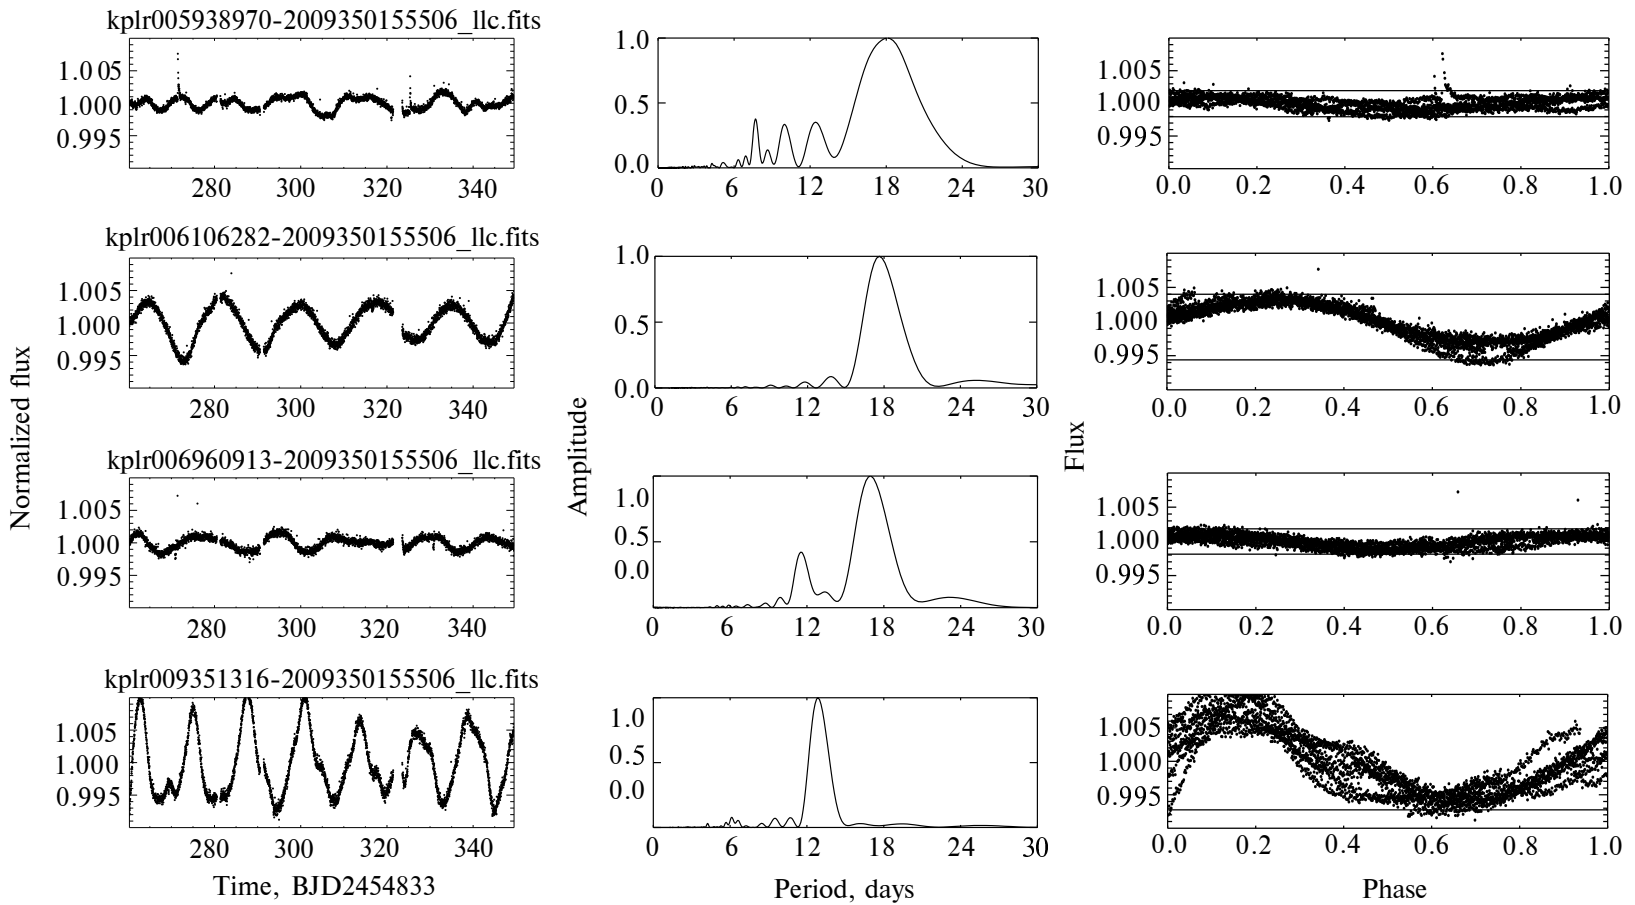 kplr005938970-2009350155506_llc.fits
1.005
1.000
0.995
280 300 320 340
1.0
0.5
0.0
0 6 12 18 24 30
1.005
1.000
0.995
0.0 0.2 0.4 0.6 0.8 1.0
kplr006106282-2009350155506_llc.fits
1.005
1.000
0.995
280 300 320 340
1.0
0.5
0.0
0 6 12 18 24 30
1.005
1.000
0.995
0.0 0.2 0.4 0.6 0.8 1.0
Normalized flux
Amplitude
Flux
kplr006960913-2009350155506_llc.fits
1.005
1.000
0.995
280 300 320 340
1.0
0.5
0.0
0 6 12 18 24 30
1.005
1.000
0.995
0.0 0.2 0.4 0.6 0.8 1.0
kplr009351316-2009350155506_llc.fits
1.005
1.000
0.995
280 300 320 340
1.0
0.5
0.0
0 6 12 18 24 30
1.005
1.000
0.995
0.0 0.2 0.4 0.6 0.8 1.0
Time, BJD2454833
Period, days
Phase